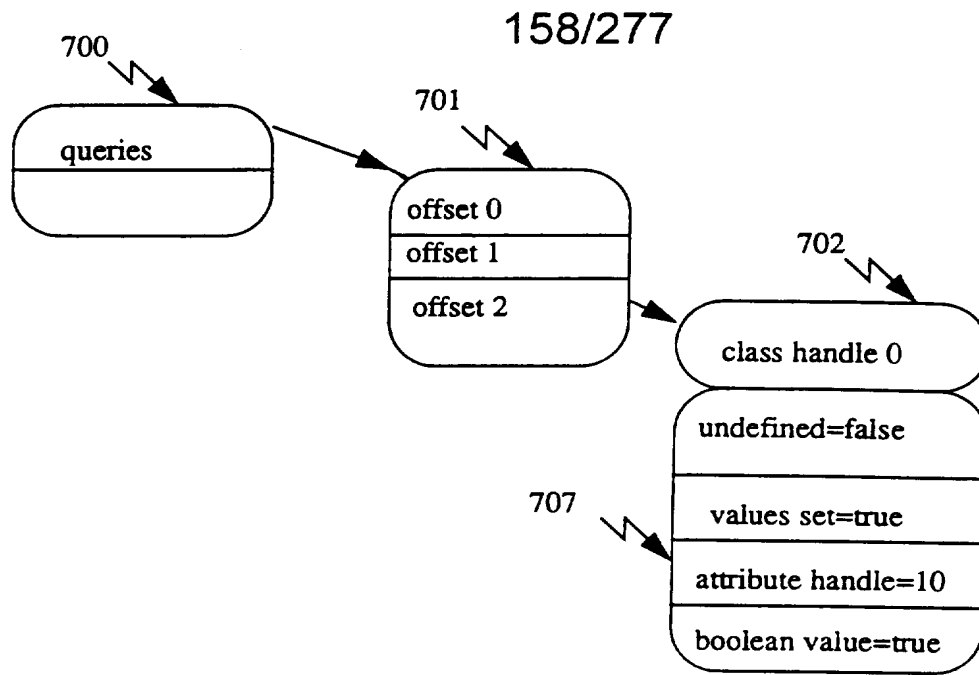 158/277
700
queries
701
offset 0
offset 1
offset 2
702
class handle 0
undefined=false
values set=true
707
attribute handle=10
boolean value=true